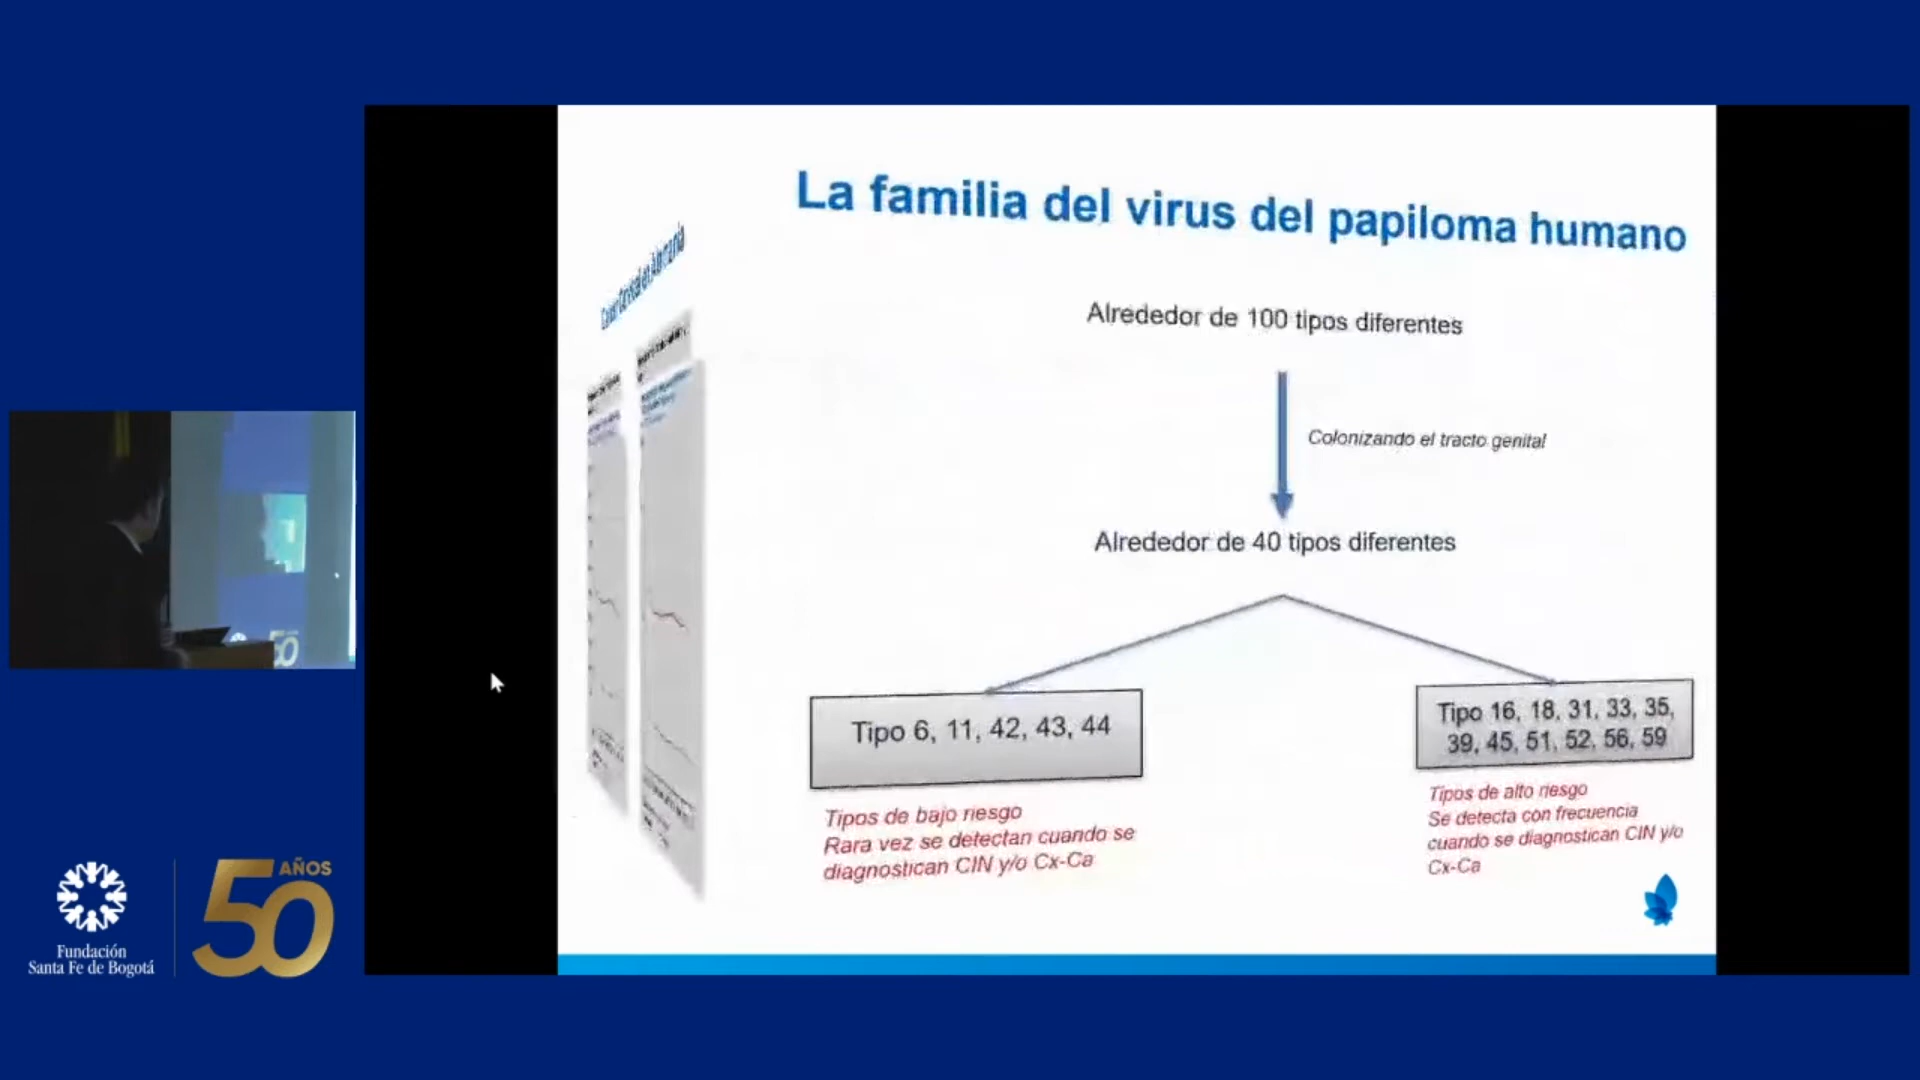 La familia del virus del papiloma humano
Alrededor de 100 tipos diferentes
Colonizando el tracto genital
Alrededor de 40 tipos diferentes
Tipo 6, 11, 42, 43, 44
Tipos de bajo riesgo
Rara vez se detectan cuando se
diagnostican CIN y/o Cx-Ca
Tipo 16, 18, 31, 33, 35,
39, 45, 51, 52, 56, 59
Tipos de alto riesgo
Se detecta con frecuencia
cuando se diagnostican CIN y/o
Cx-Ca
50
Fundación
Santa Fe de Bogotá
50 AÑOS